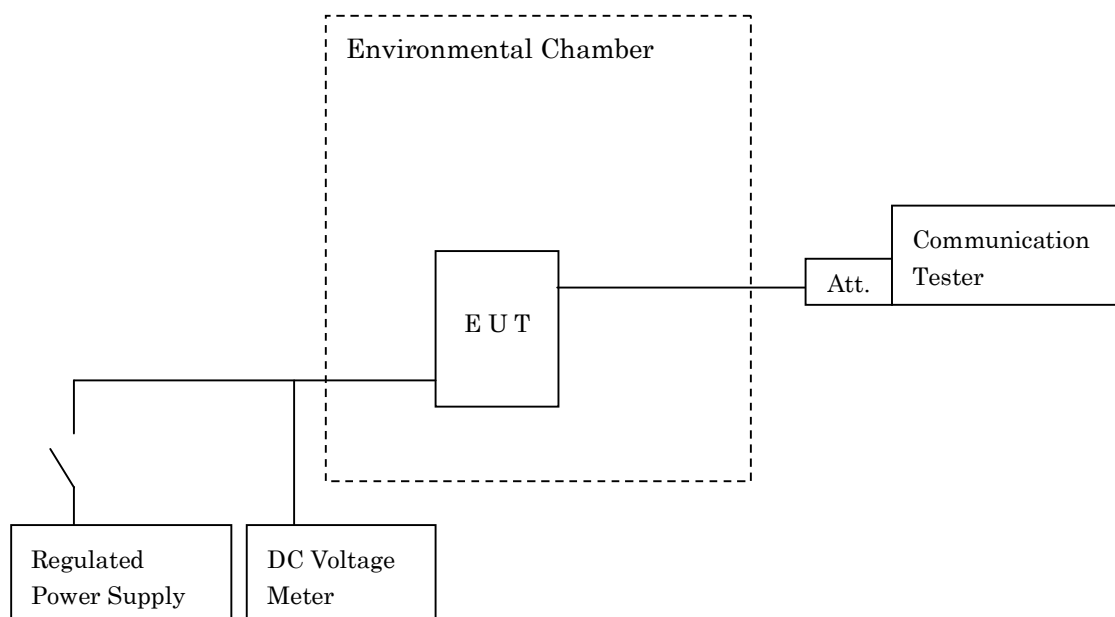 Environmental Chamber
Communication
Tester
Att.
E U T
Regulated
Power Supply
DC Voltage
Meter